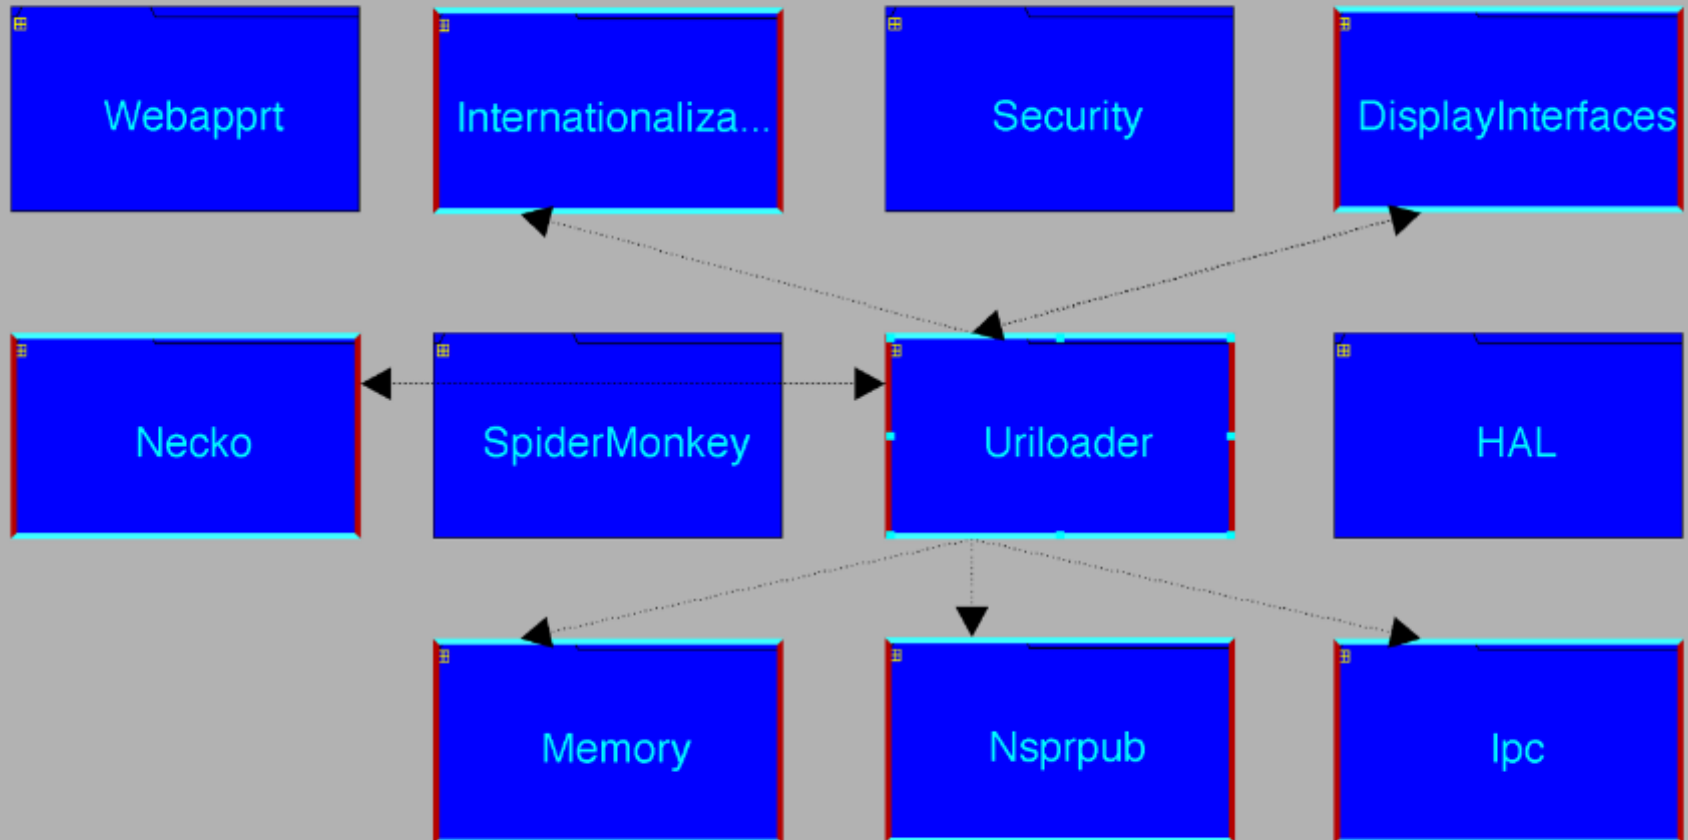 Webapprt
Internationaliza...
Security
DisplayInterfaces
Necko
SpiderMonkey
Uriloader
HAL
Memory
Nsprpub
Ipc